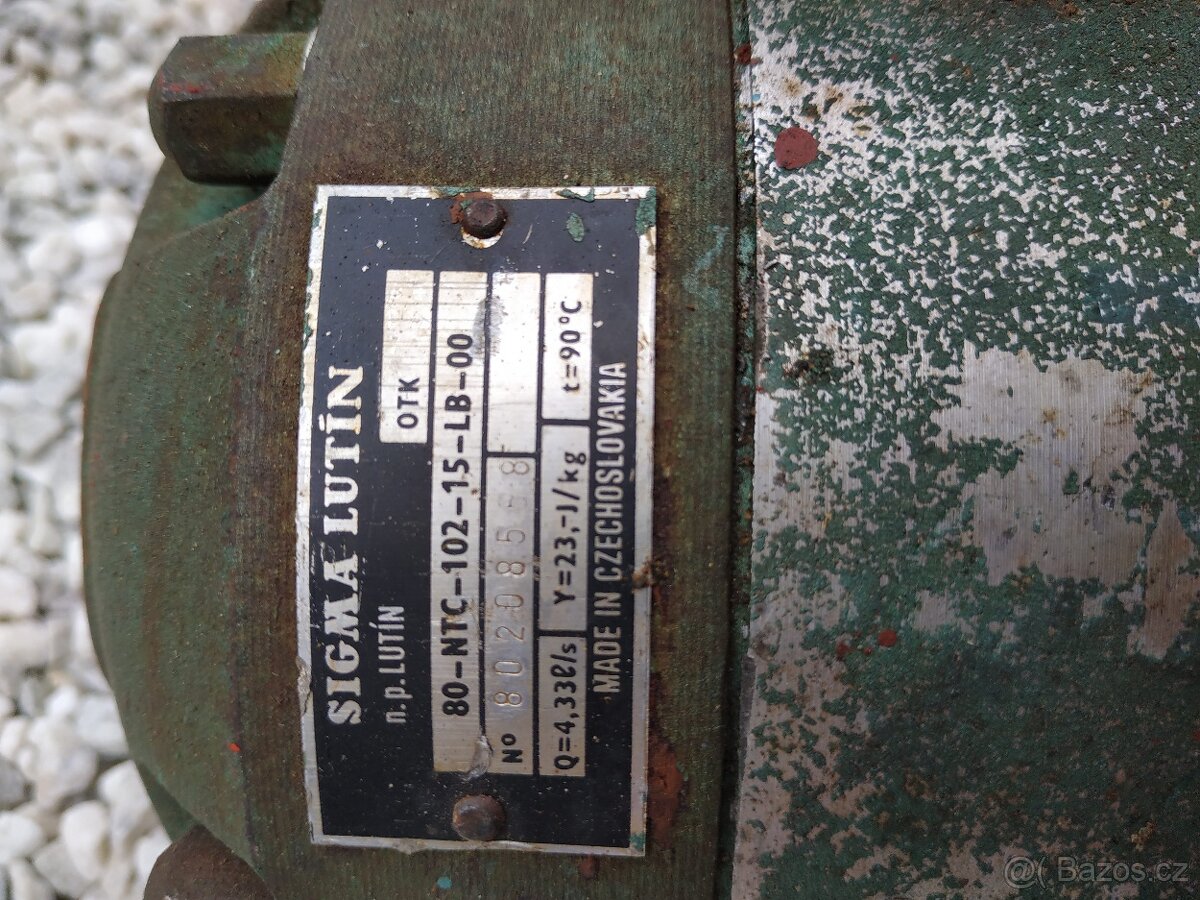 SIGMA LUTÍN
n.p. LUTÍN
OTK
80-NTC-102-15-LB-00
Nº
Q=4,33ℓ/s Y=23,-J/kg t=90°C
MADE IN CZECHOSLOVAKIA
Bazos.cz